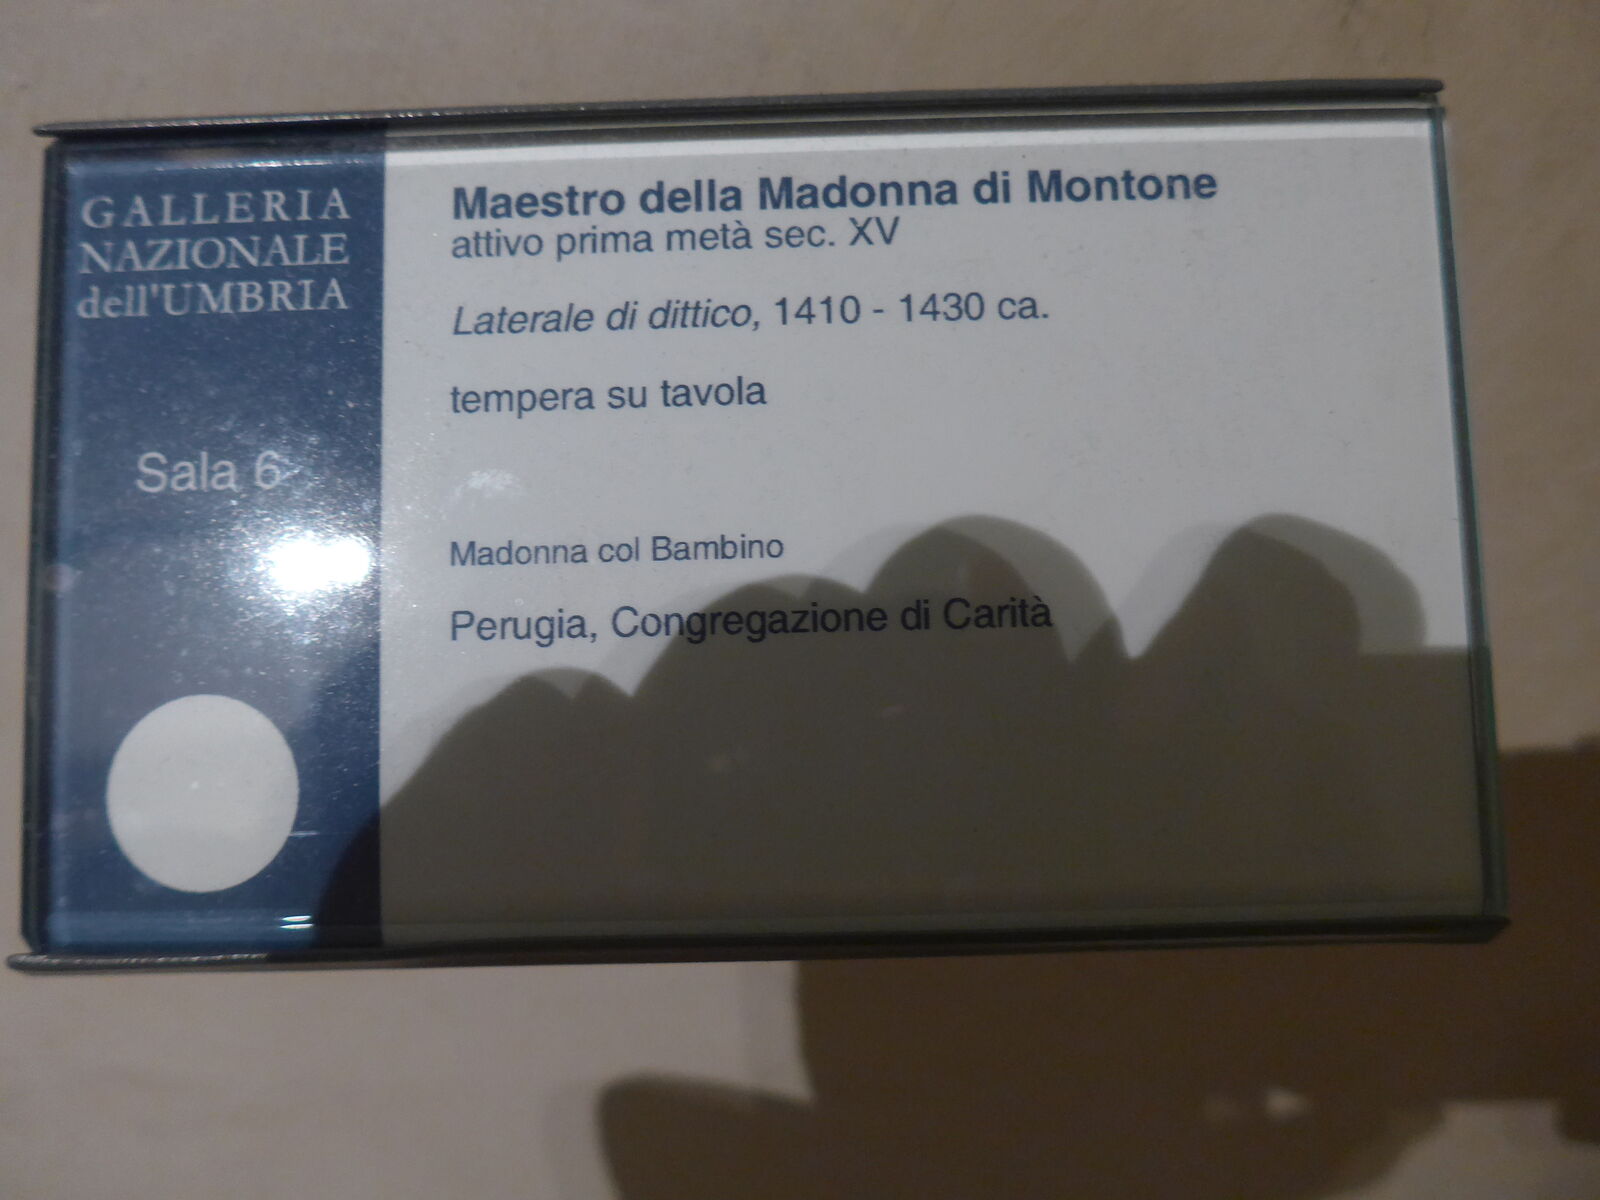 GALLERIA
NAZIONALE
dell'UMBRIA
Sala 6
Maestro della Madonna di Montone
attivo prima metà sec. XV
Laterale di dittico, 1410 - 1430 ca.
tempera su tavola
Madonna col Bambino
Perugia, Congregazione di Carità